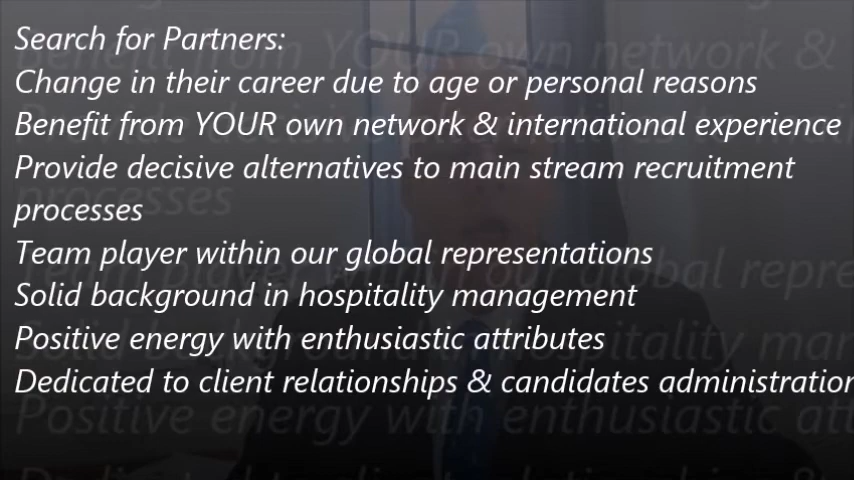 Search for Partners:
Change in their career due to age or personal reasons
Benefit from YOUR own network & international experience
Provide decisive alternatives to main stream recruitment
processes
Team player within our global representations
Solid background in hospitality management
Positive energy with enthusiastic attributes
Dedicated to client relationships & candidates administration